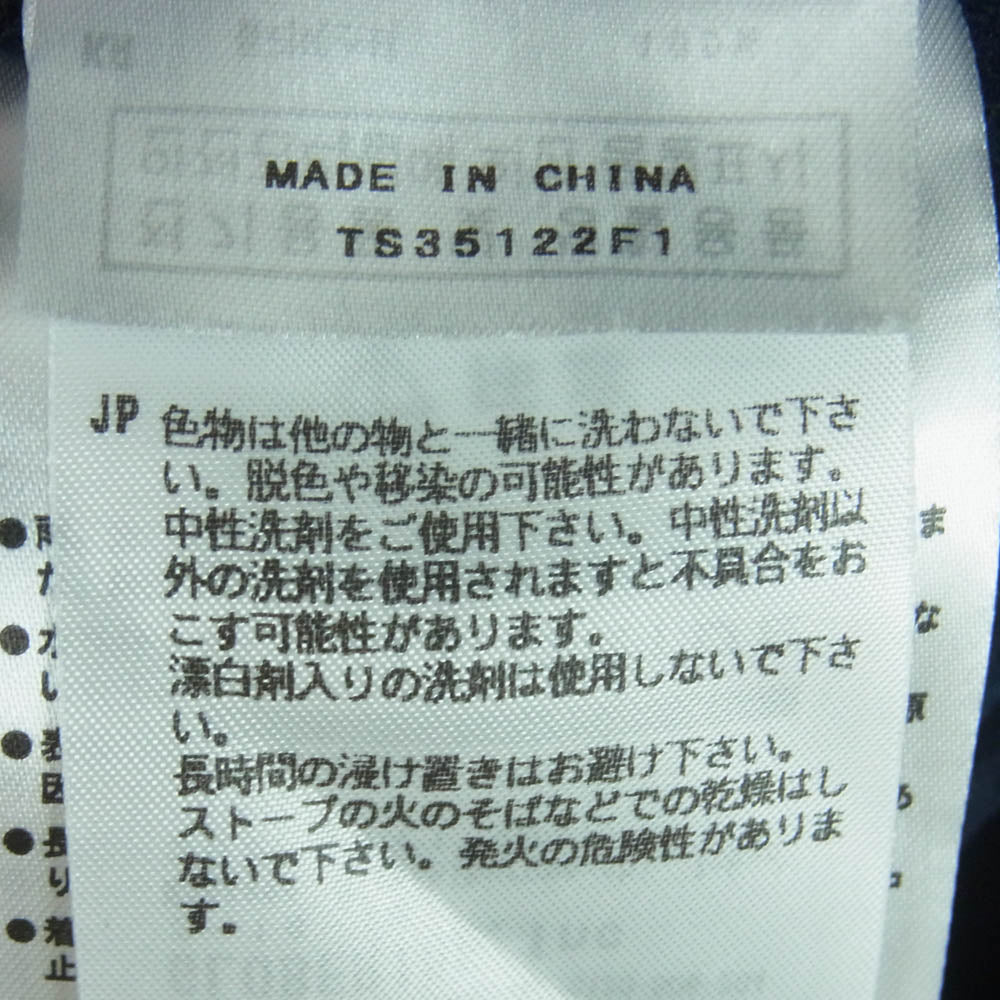 MADE IN CHINA
TS35122F1
JP 色物は他の物と一緒に洗わないで下さ
い。脱色や移染の可能性があります。
中性洗剤をご使用下さい。中性洗剤以
外の洗剤を使用されますと不具合をお
こす可能性があります。
漂白剤入りの洗剤は使用しないで下さ
い。
長時間の浸け置きはお避け下さい。
ストーブの火のそばなどでの乾燥はし
ないで下さい。発火の危険性がありま
す。